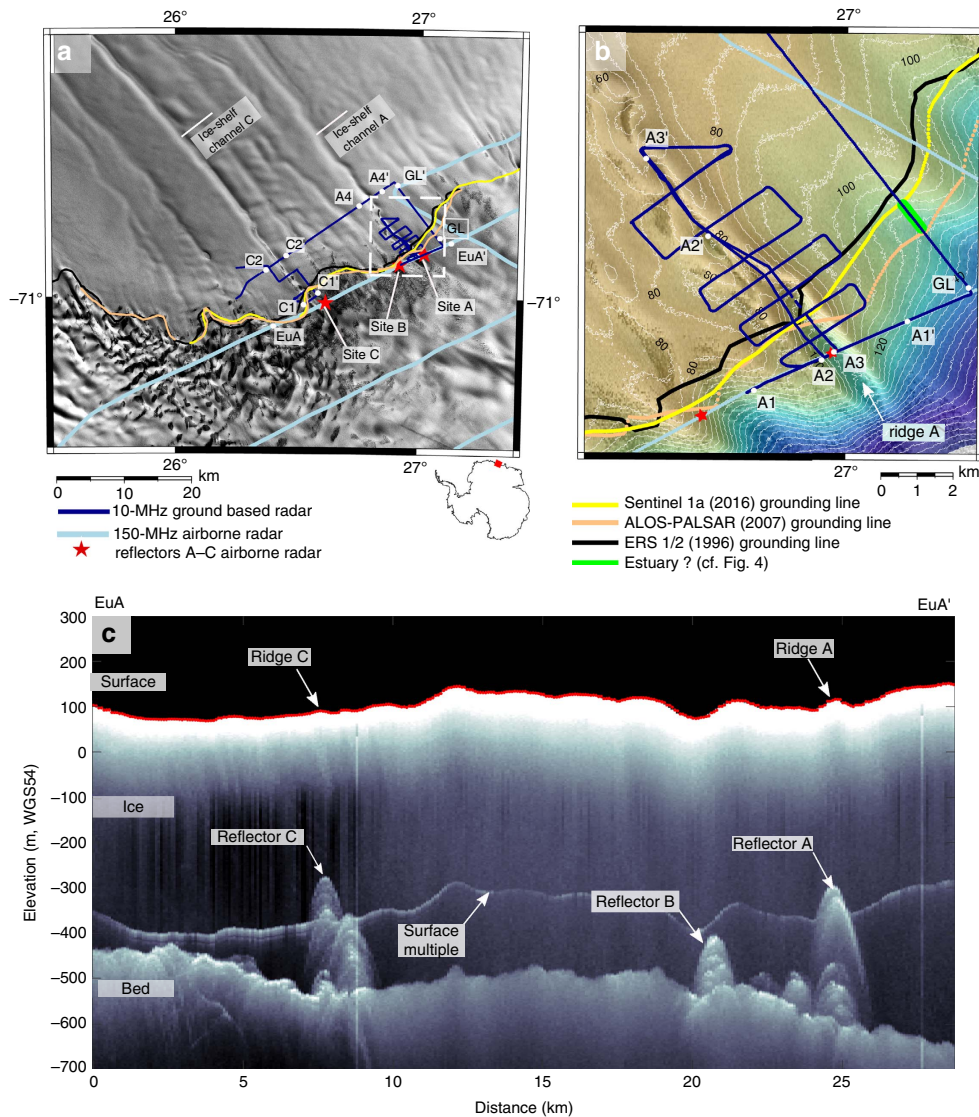 26°
27°
a
Ice-shelf
channel C
Ice-shelf
channel A
A4'
GL'
A4
GL
EuA'
C2'
C2
C1'
C1
EuA
Site A
Site B
Site C
–71°
–71°
26°
27°
km
0 10 20
10-MHz ground based radar
150-MHz airborne radar
reflectors A–C airborne radar
27°
b
60
100
80
A3'
100
A2'
80
80
80
80
80
GL
A1'
120
A3
A2
A1
ridge A
27°
km
0 1 2
Sentinel 1a (2016) grounding line
ALOS-PALSAR (2007) grounding line
ERS 1/2 (1996) grounding line
Estuary ? (cf. Fig. 4)
EuA
EuA'
c
300
200
100
0
–100
–200
–300
–400
–500
–600
–700
Elevation (m, WGS54)
Surface
Ridge C
Ridge A
Ice
Reflector C
Reflector A
Reflector B
Surface
multiple
Bed
0 5 10 15 20 25
Distance (km)